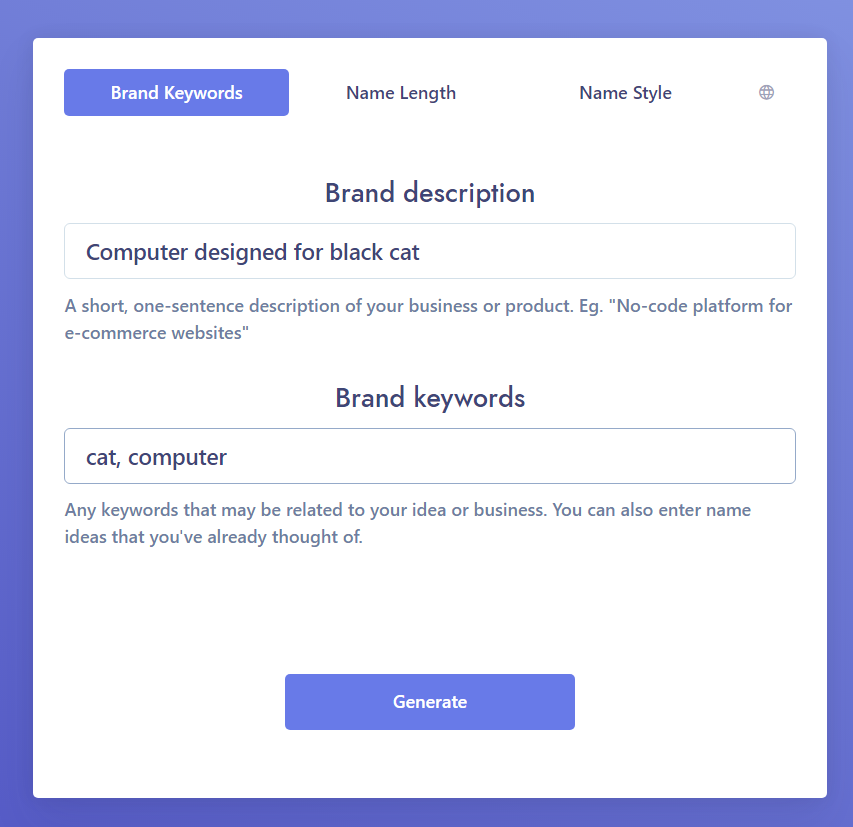 Brand Keywords Name Length Name Style
Brand description
Computer designed for black cat
A short, one-sentence description of your business or product. Eg. "No-code platform for
e-commerce websites"
Brand keywords
cat, computer
Any keywords that may be related to your idea or business. You can also enter name
ideas that you've already thought of.
Generate